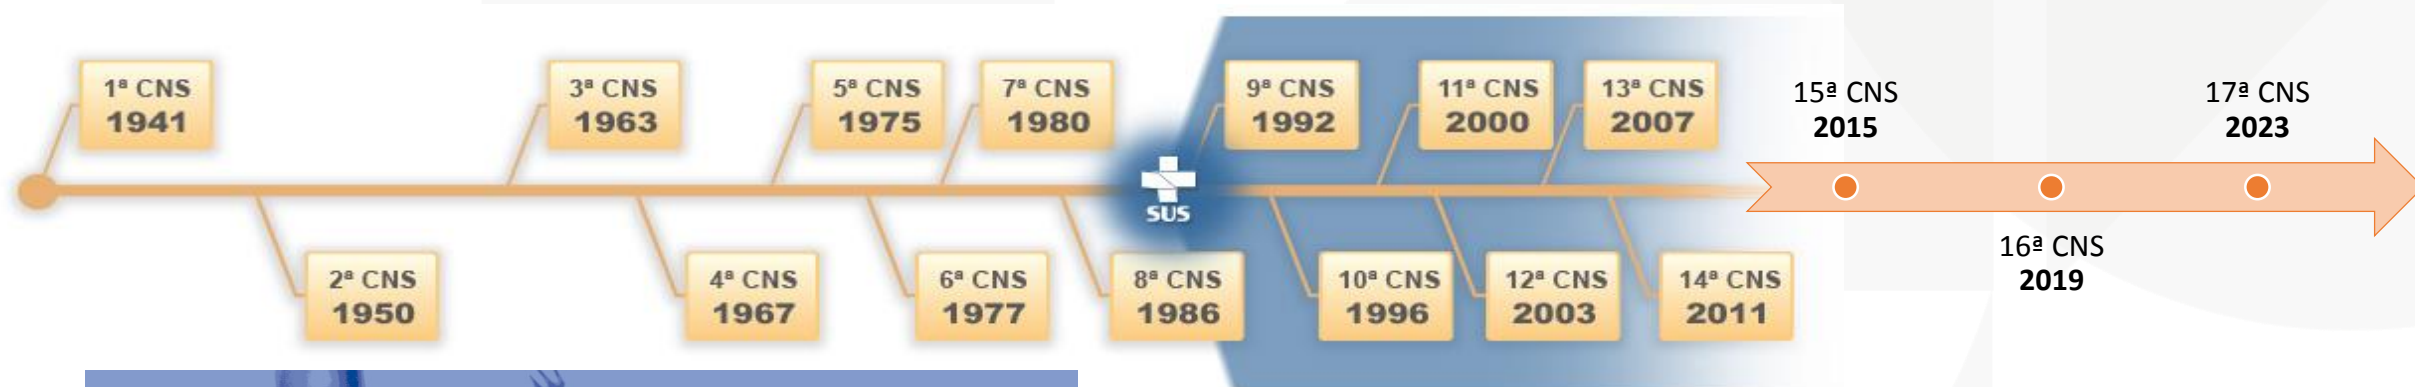 1ª CNS
1941
2ª CNS
1950
3ª CNS
1963
4ª CNS
1967
5ª CNS
1975
6ª CNS
1977
7ª CNS
1980
8ª CNS
1986
SUS
9ª CNS
1992
10ª CNS
1996
11ª CNS
2000
12ª CNS
2003
13ª CNS
2007
14ª CNS
2011
15ª CNS
2015
16ª CNS
2019
17ª CNS
2023